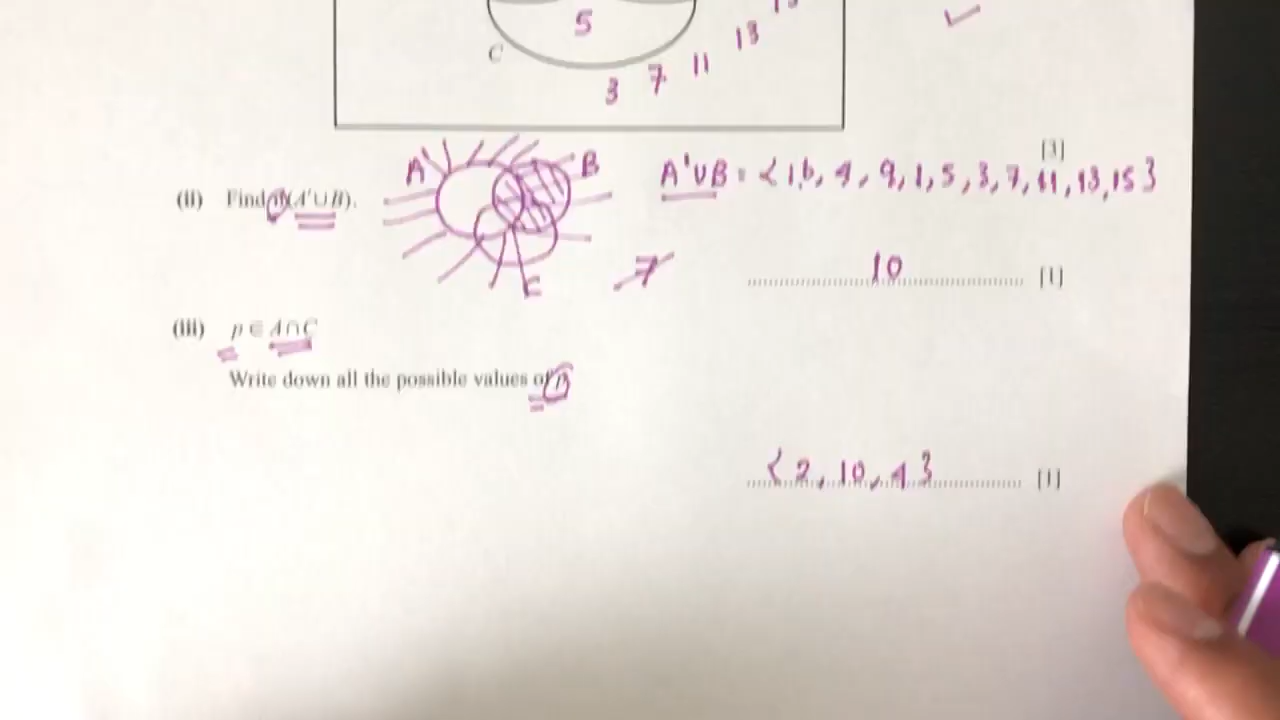 5
C
3 7 11 13
[3]
(ii) Find n(A' ∪ B).
A' B
A'∪B = {16, 4, 9, 1, 5, 3, 7, 11, 13, 15}
C
7
10 [1]
(iii) p ∈ A ∩ C
Write down all the possible values of p.
{2, 10, 4} [1]